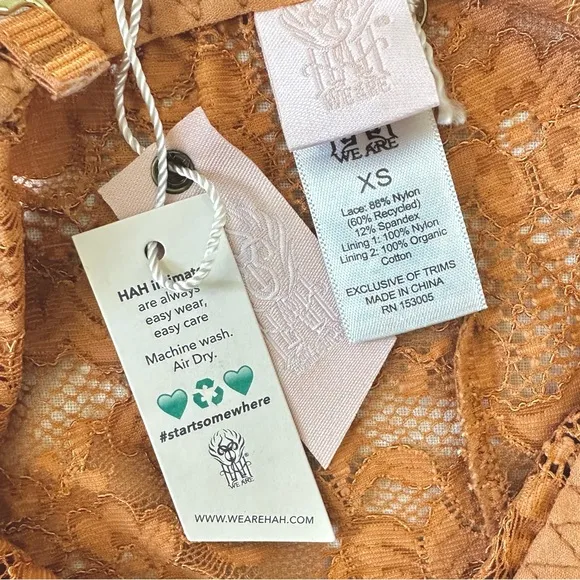 HAH
WE ARE
WE ARE
XS
Lace: 88% Nylon
(60% Recycled)
12% Spandex
Lining 1: 100% Nylon
Lining 2: 100% Organic
Cotton
EXCLUSIVE OF TRIMS
MADE IN CHINA
RN 153005
HAH
are always
easy wear,
easy care
Machine wash.
Air Dry.
#startsomewhere
HAH
WE ARE
WWW.WEAREHAH.COM